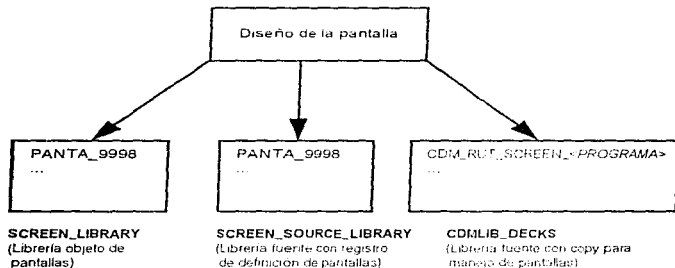 Diseño de la pantalla
PANTA_9998
...
PANTA_9998
...
CDM_RUT_SCREEN_<PROGRAMA>
...
SCREEN_LIBRARY
(Librería objeto de
pantallas)
SCREEN_SOURCE_LIBRARY
(Librería fuente con registro
de definición de pantallas)
CDMLIB_DECKS
(Librería fuente con copy para
manejo de pantallas)